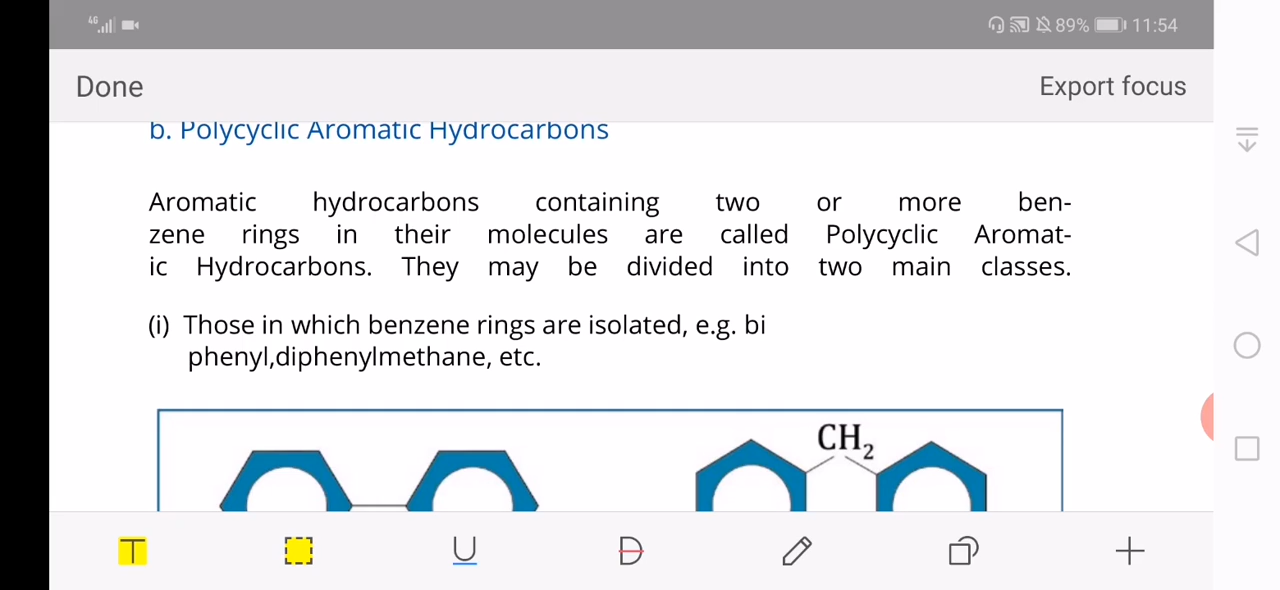 4G 89% 11:54
Done Export focus
b. Polycyclic Aromatic Hydrocarbons
Aromatic hydrocarbons containing two or more ben-
zene rings in their molecules are called Polycyclic Aromat-
ic Hydrocarbons. They may be divided into two main classes.
(i) Those in which benzene rings are isolated, e.g. bi
phenyl,diphenylmethane, etc.
CH₂
T U D